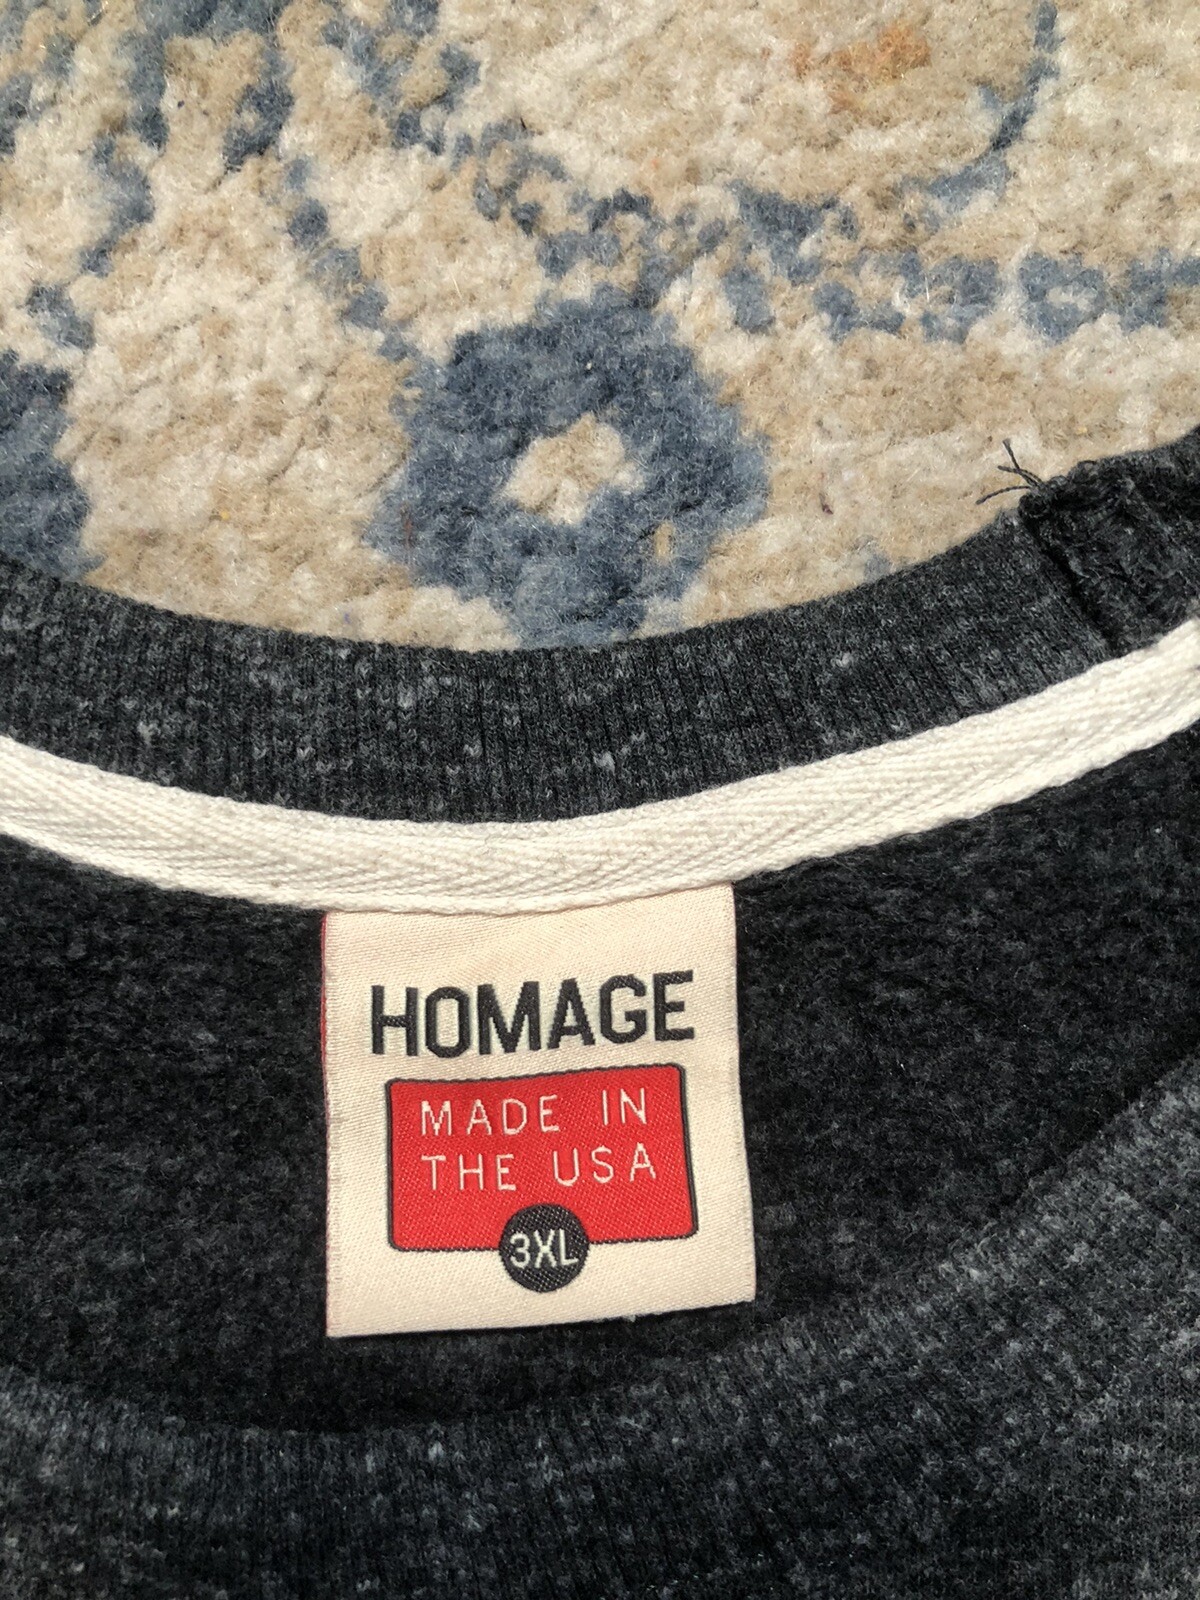 HOMAGE
MADE IN
THE USA
3XL